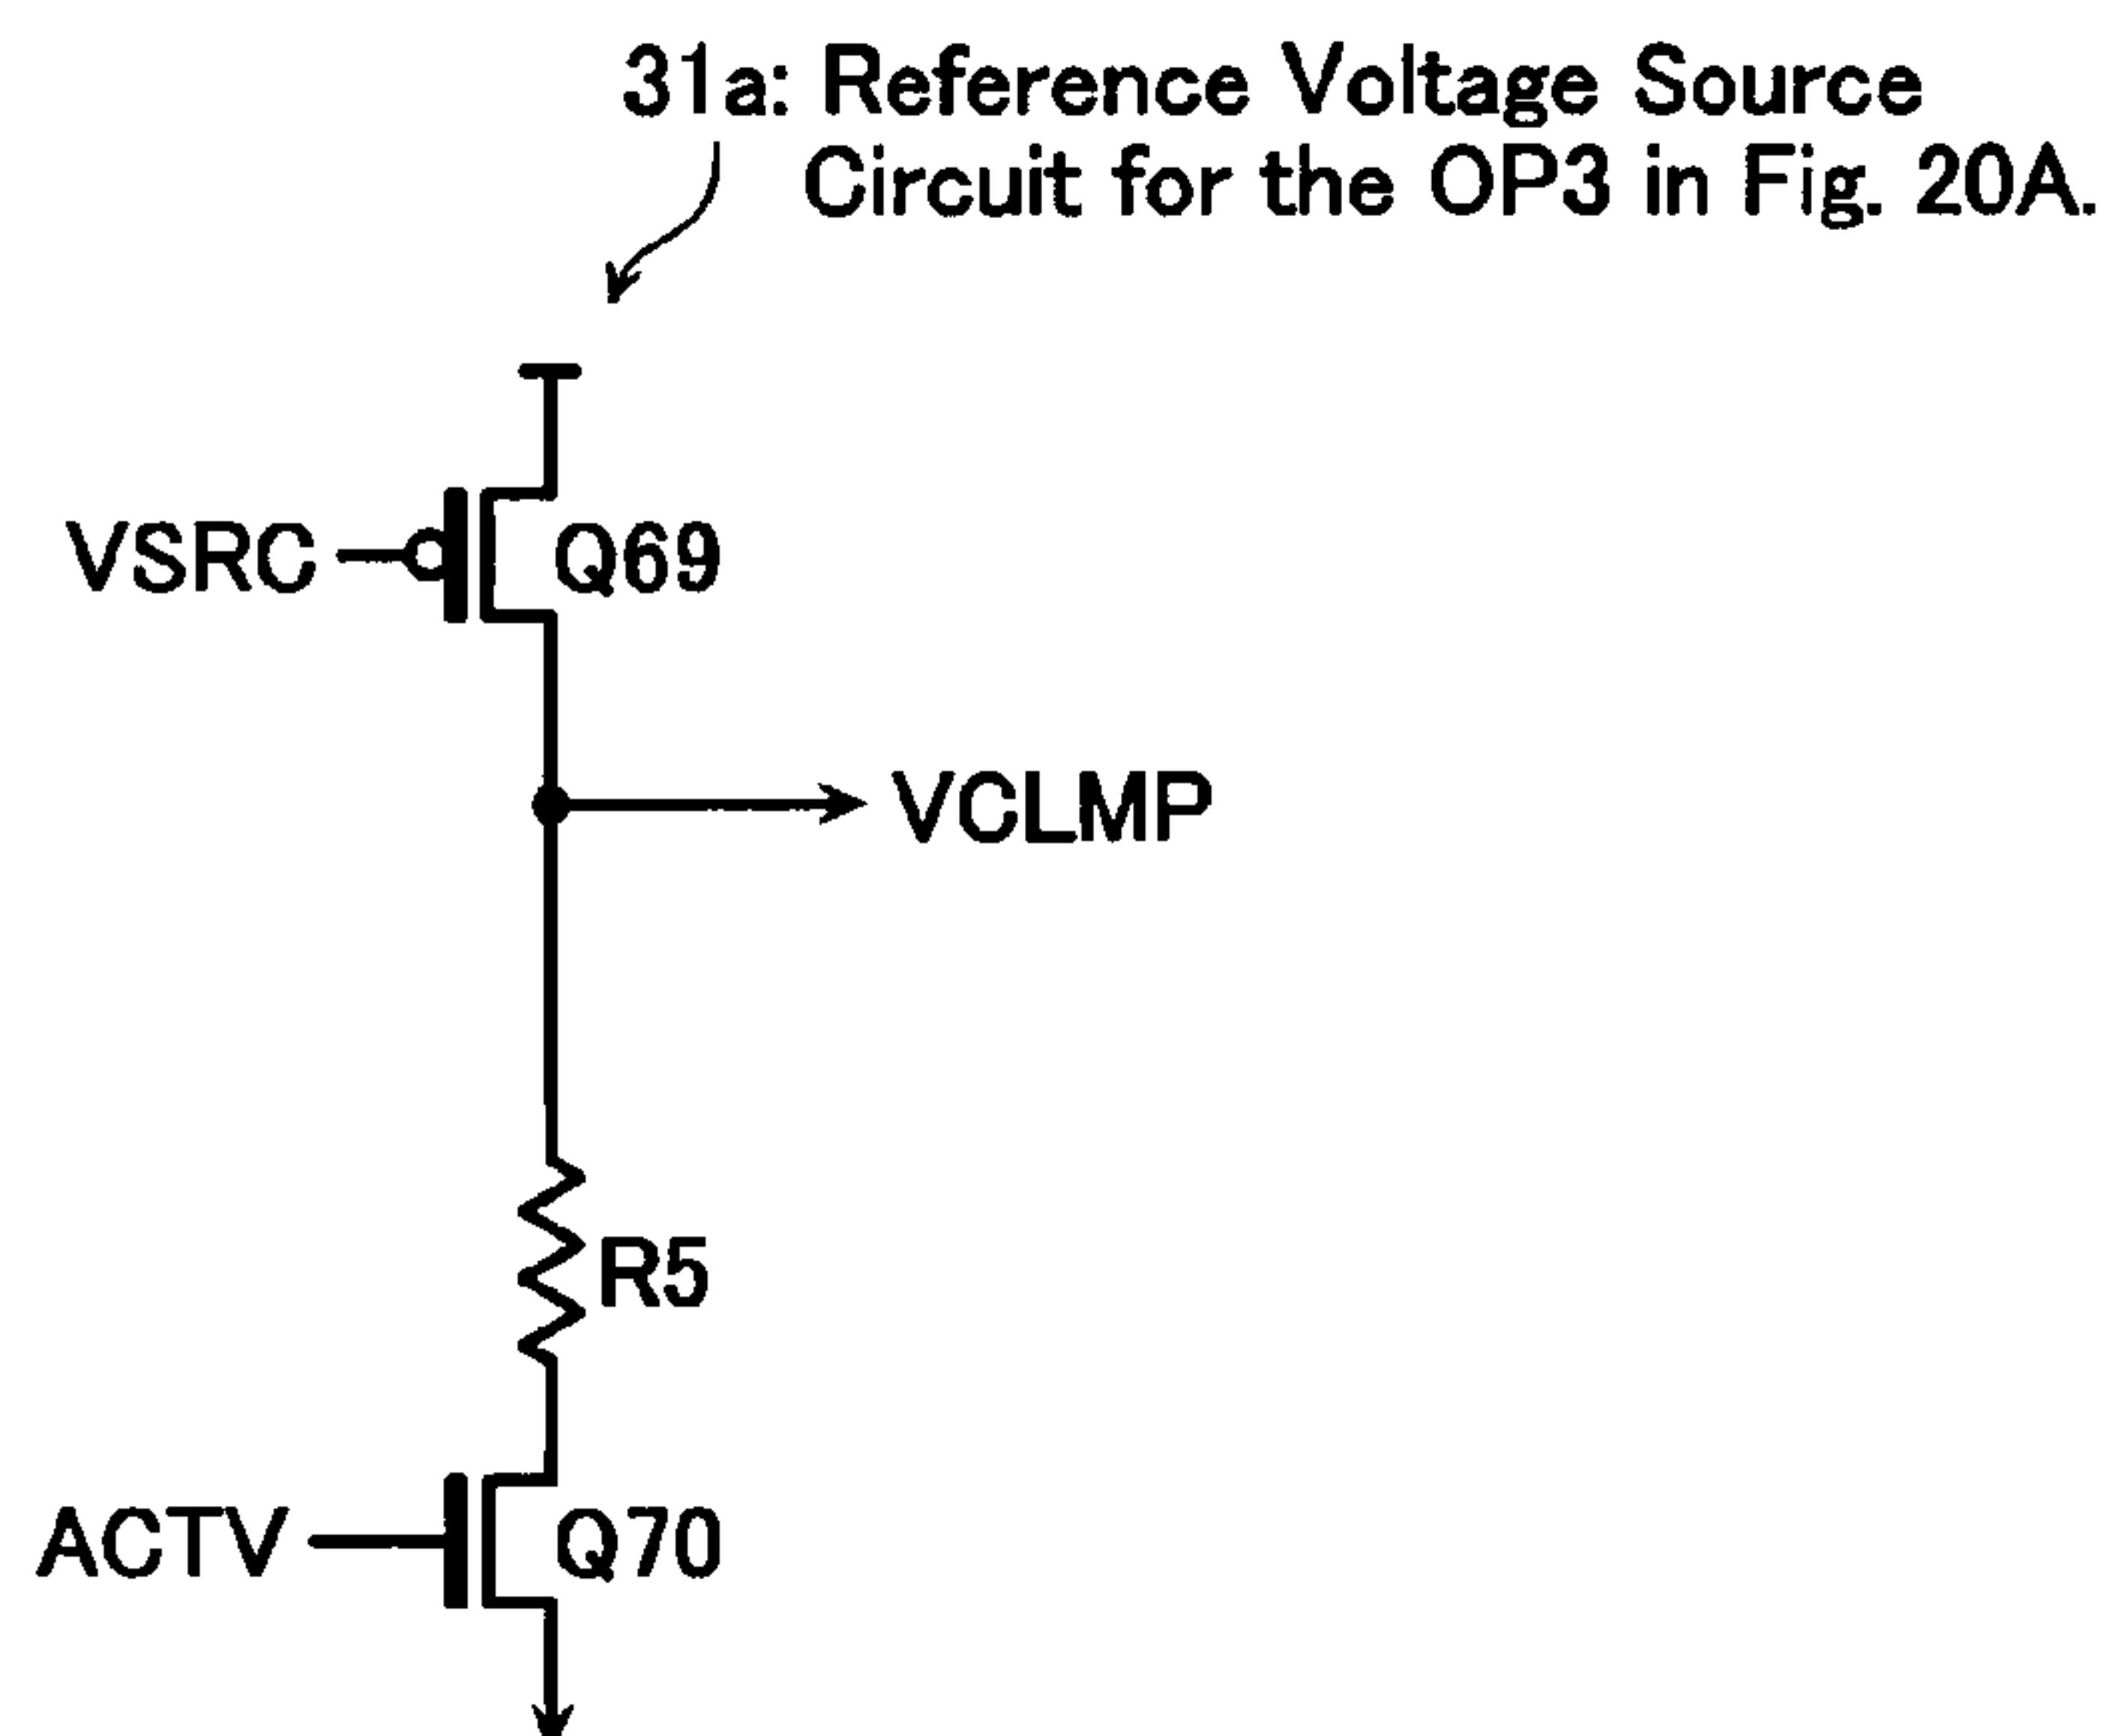 31a: Reference Voltage Source
Circuit for the OP3 in Fig. 20A.
VSRC
Q69
VCLMP
R5
ACTV
Q70